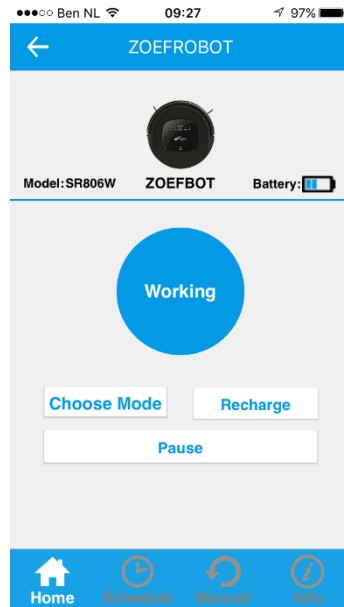 Ben NL 09:27 97%
ZOEFROBOT
Model:SR806W ZOEFBOT Battery:
Working
Choose Mode Recharge
Pause
Home Schedule Manual Info